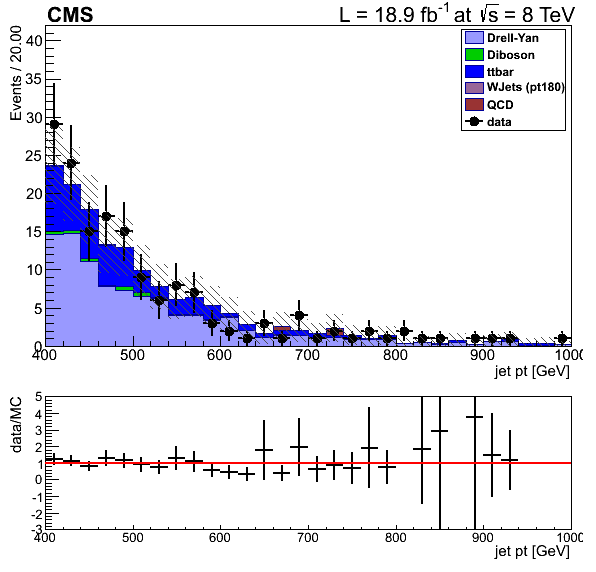 CMS L = 18.9 fb⁻¹ at √s = 8 TeV
Events / 20.00
40
35
30
25
20
15
10
5
0
Drell-Yan
Diboson
ttbar
WJets (pt180)
QCD
data
400 500 600 700 800 900 1000
jet pt [GeV]
data/MC
5
4
3
2
1
0
-1
-2
-3
400 500 600 700 800 900 1000
jet pt [GeV]